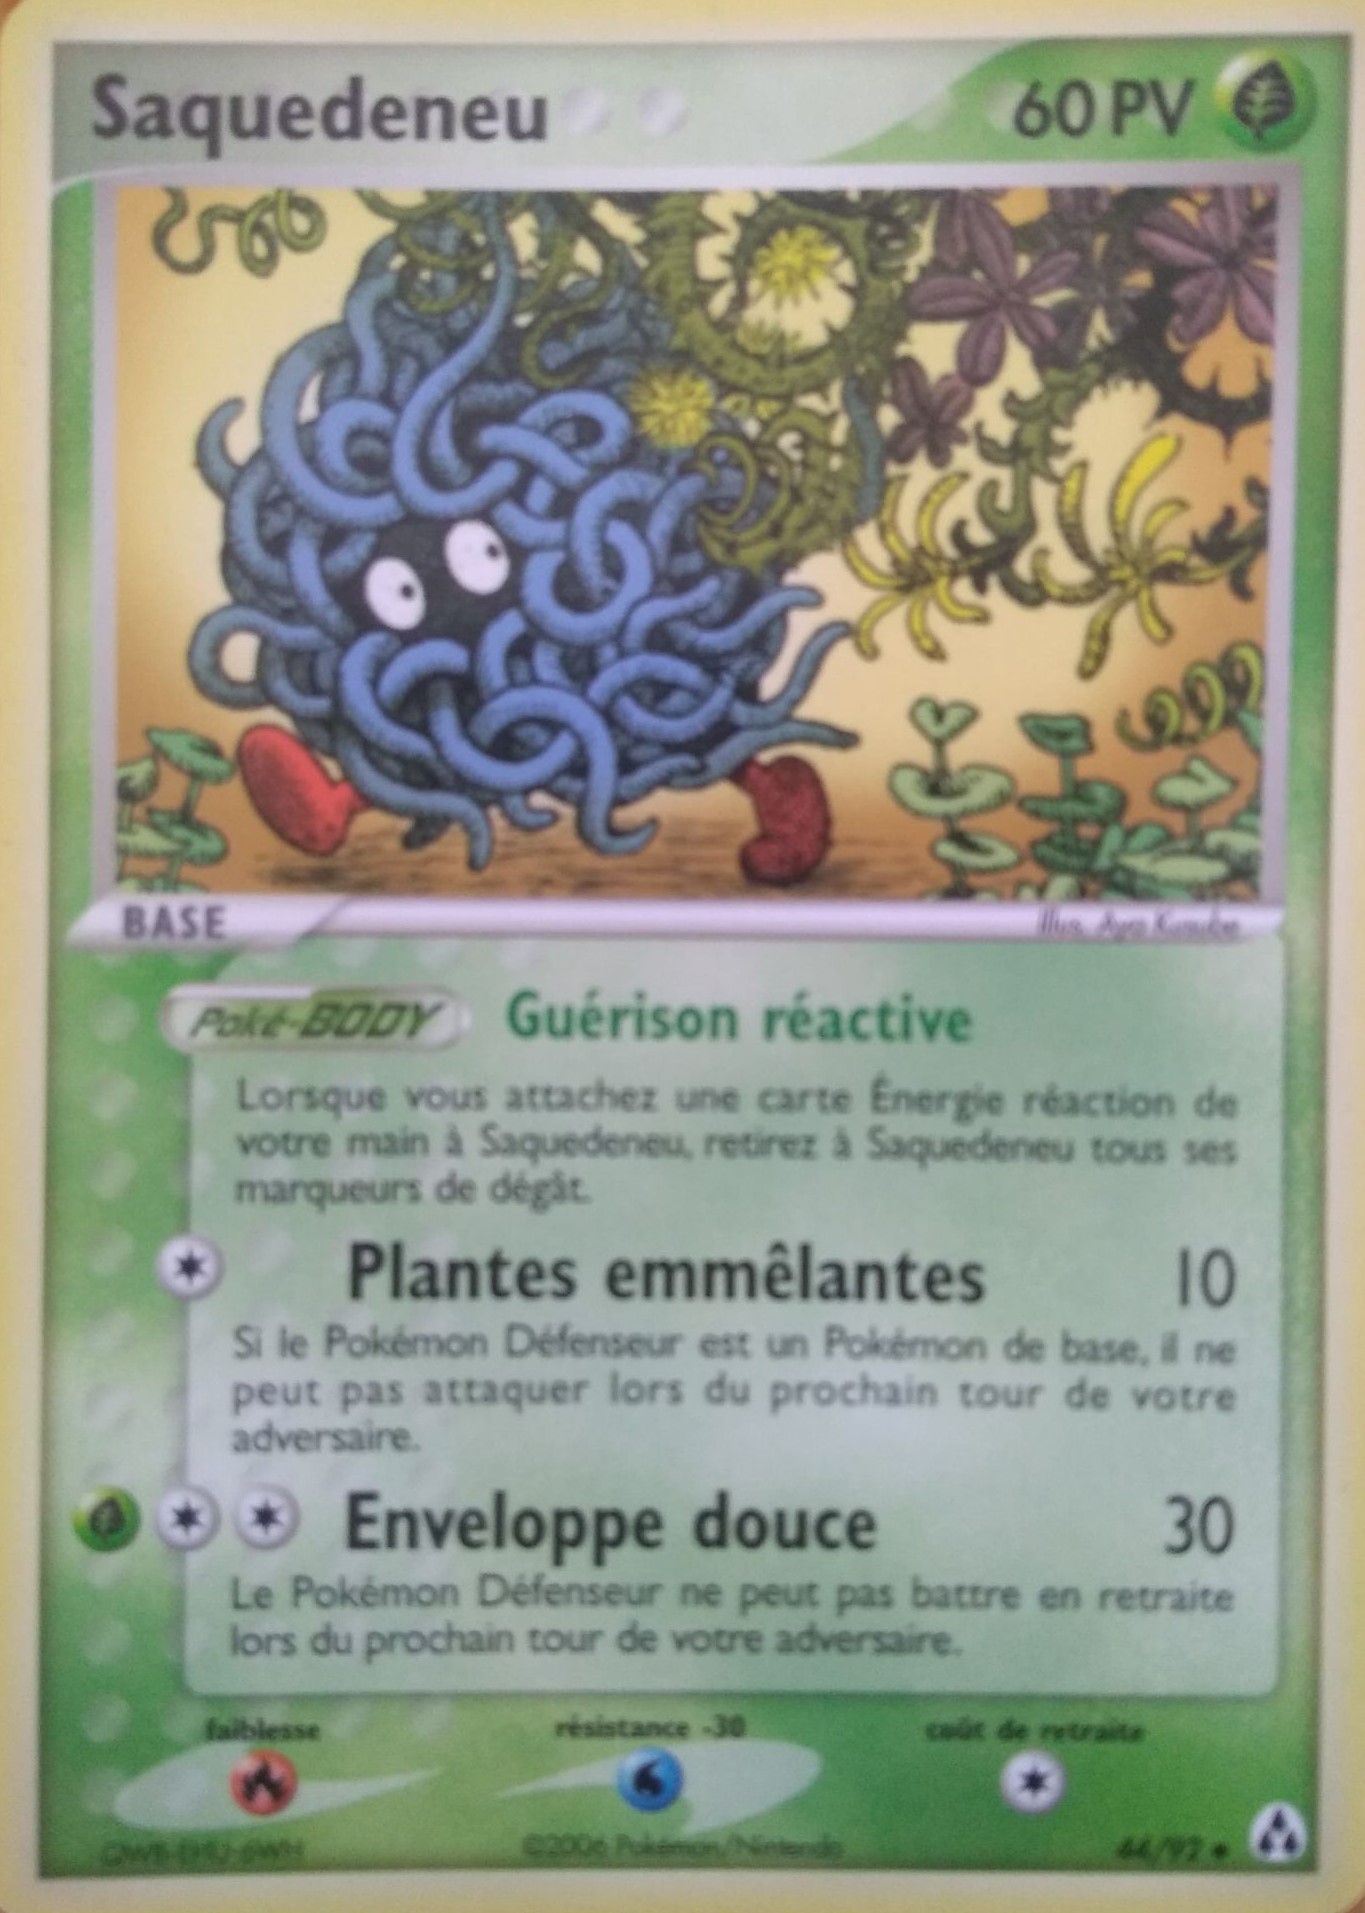 Saquedeneu 60 PV
BASE
Illus. Aya Kusube
Poké-BODY Guérison réactive
Lorsque vous attachez une carte Énergie réaction de
votre main à Saquedeneu, retirez à Saquedeneu tous ses
marqueurs de dégât.
Plantes emmêlantes 10
Si le Pokémon Défenseur est un Pokémon de base, il ne
peut pas attaquer lors du prochain tour de votre
adversaire.
Enveloppe douce 30
Le Pokémon Défenseur ne peut pas battre en retraite
lors du prochain tour de votre adversaire.
faiblesse résistance -30 coût de retraite
©2006 Pokémon/Nintendo 44/92